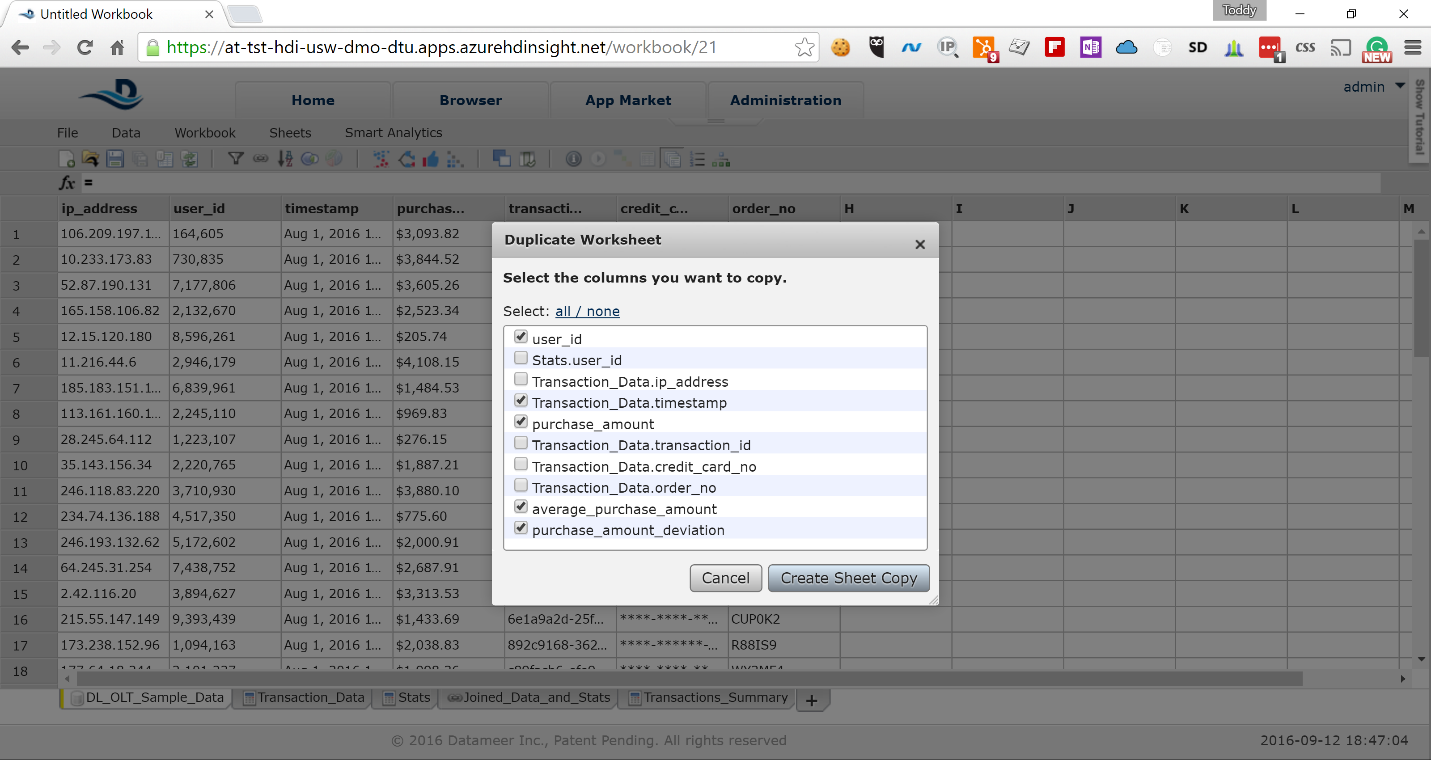 Untitled Workbook ×
Toddy
https://at-tst-hdi-usw-dmo-dtu.apps.azurehdinsight.net/workbook/21
IP 9 F N SD 1 CSS NEW
D
Home Browser App Market Administration
admin
Show Tutorial
File Data Workbook Sheets Smart Analytics
fx =
ip_address user_id timestamp purchas... transacti... credit_c... order_no H I J K L M
1 106.209.197.1... 164,605 Aug 1, 2016 1... $3,093.82
2 10.233.173.83 730,835 Aug 1, 2016 1... $3,844.52
3 52.87.190.131 7,177,806 Aug 1, 2016 1... $3,605.26
4 165.158.106.82 2,132,670 Aug 1, 2016 1... $2,523.34
5 12.15.120.180 8,596,261 Aug 1, 2016 1... $205.74
6 11.216.44.6 2,946,179 Aug 1, 2016 1... $4,108.15
7 185.183.151.1... 6,839,961 Aug 1, 2016 1... $1,484.53
8 113.161.160.1... 2,245,110 Aug 1, 2016 1... $969.83
9 28.245.64.112 1,223,107 Aug 1, 2016 1... $276.15
10 35.143.156.34 2,220,765 Aug 1, 2016 1... $1,887.21
11 246.118.83.220 3,710,930 Aug 1, 2016 1... $3,880.10
12 234.74.136.188 4,517,350 Aug 1, 2016 1... $775.60
13 246.193.132.62 5,172,602 Aug 1, 2016 1... $2,000.91
14 64.245.31.254 7,438,752 Aug 1, 2016 1... $2,687.91
15 2.42.116.20 3,894,627 Aug 1, 2016 1... $3,313.53
16 215.55.147.149 9,393,439 Aug 1, 2016 1... $1,433.69 6e1a9a2d-25f... ****-****-**... CUP0K2
17 173.238.152.96 1,094,163 Aug 1, 2016 1... $2,038.83 892c9168-362... ****-******-... R88IS9
18
Duplicate Worksheet
Select the columns you want to copy.
Select: all / none
user_id
Stats.user_id
Transaction_Data.ip_address
Transaction_Data.timestamp
purchase_amount
Transaction_Data.transaction_id
Transaction_Data.credit_card_no
Transaction_Data.order_no
average_purchase_amount
purchase_amount_deviation
Cancel Create Sheet Copy
DL_OLT_Sample_Data Transaction_Data Stats Joined_Data_and_Stats Transactions_Summary +
© 2016 Datameer Inc., Patent Pending. All rights reserved
2016-09-12 18:47:04